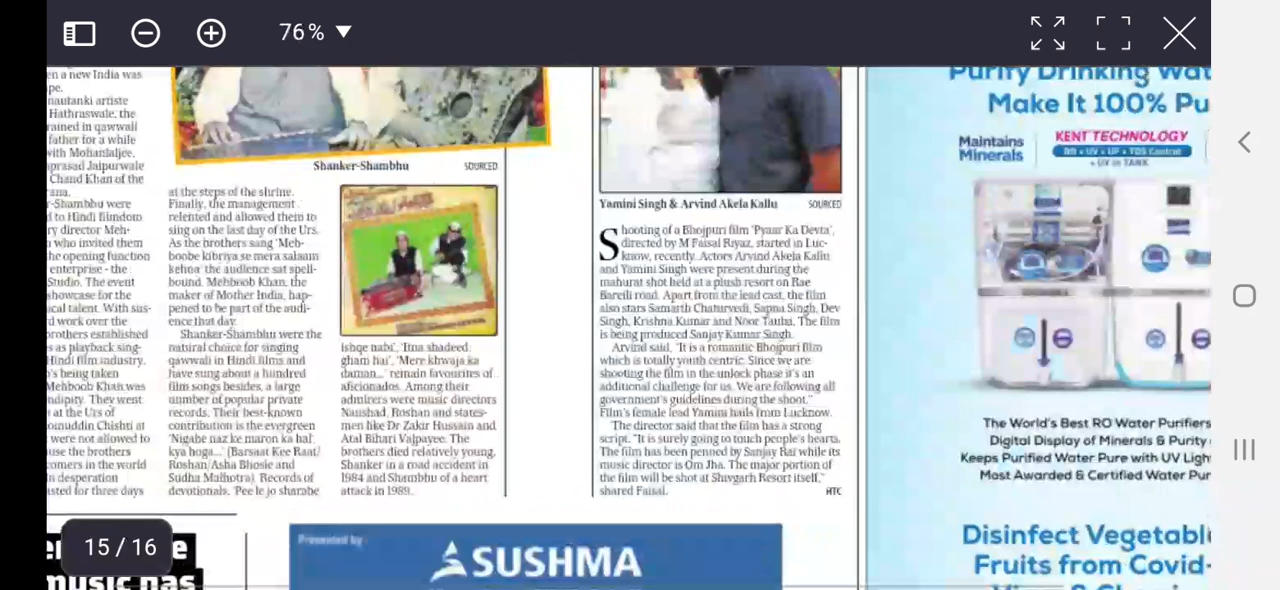 76%
en a new India was
pe.
nautanki artiste
Hathraswale, the
rained in qawwali
father for a while
with Mohanlaljee,
aprasad Jaipurwale
Chand Khan of the
rana.
r-Shambhu were
d to Hindi filmdom
ry director Meh-
n who invited them
he opening function
enterprise - the
Studio. The event
showcase for the
ical talent. With sus-
d work over the
brothers established
s as playback sing-
Hindi film industry.
's being taken
Mehboob Khan was
ndipity. They went
at the Urs of
oinuddin Chishti at
were not allowed to
use the brothers
comers in the world
n desperation
asted for three days
Shanker-Shambhu SOURCED
at the steps of the shrine.
Finally, the management
relented and allowed them to
sing on the last day of the Urs.
As the brothers sang 'Meh-
boobe kibriya se mera salaam
kehna' the audience sat spell-
bound. Mehboob Khan, the
maker of Mother India, hap-
pened to be part of the audi-
ence that day.
Shanker-Shambhu were the
natural choice for singing
qawwali in Hindi films and
have sung about a hundred
film songs besides, a large
number of popular private
records. Their best-known
contribution is the evergreen
'Nigahe naz ke maron ka hal
kya hoga...' (Barsaat Kee Raat/
Roshan/Asha Bhosle and
Sudha Malhotra). Records of
devotionals, 'Pee le jo sharabe
ishqe nabi', 'Itna shadeed
gham hai', 'Mere khwaja ka
daman...' remain favourites of
aficionados. Among their
admirers were music directors
Naushad, Roshan and states-
men like Dr Zakir Hussain and
Atal Bihari Vajpayee. The
brothers died relatively young,
Shanker in a road accident in
1984 and Shambhu of a heart
attack in 1989.
Yamini Singh & Arvind Akela Kallu SOURCED
Shooting of a Bhojpuri film 'Pyaar Ka Devta',
directed by M Faisal Riyaz, started in Luc-
know, recently. Actors Arvind Akela Kallu
and Yamini Singh were present during the
mahurat shot held at a plush resort on Rae
Bareili road. Apart from the lead cast, the film
also stars Samarth Chaturvedi, Sapna Singh, Dev
Singh, Krishna Kumar and Noor Tauba. The film
is being produced Sanjay Kumar Singh.
Arvind said, "It is a romantic Bhojpuri film
which is totally youth centric. Since we are
shooting the film in the unlock phase it's an
additional challenge for us. We are following all
government's guidelines during the shoot."
Film's female lead Yamini hails from Lucknow.
The director said that the film has a strong
script. "It is surely going to touch people's hearts.
The film has been penned by Sanjay Rai while its
music director is Om Jha. The major portion of
the film will be shot at Shivgarh Resort itself,"
shared Faisal. HTC
Purify Drinking Wat
Make It 100% Pu
Maintains
Minerals
KENT TECHNOLOGY
RO + UV + UF + TDS Control
+ UV in TANK
The World's Best RO Water Purifiers
Digital Display of Minerals & Purity
Keeps Purified Water Pure with UV Ligh
Most Awarded & Certified Water Pur
Disinfect Vegetabl
Fruits from Covid-
15 / 16
music has
Presented by
SUSHMA